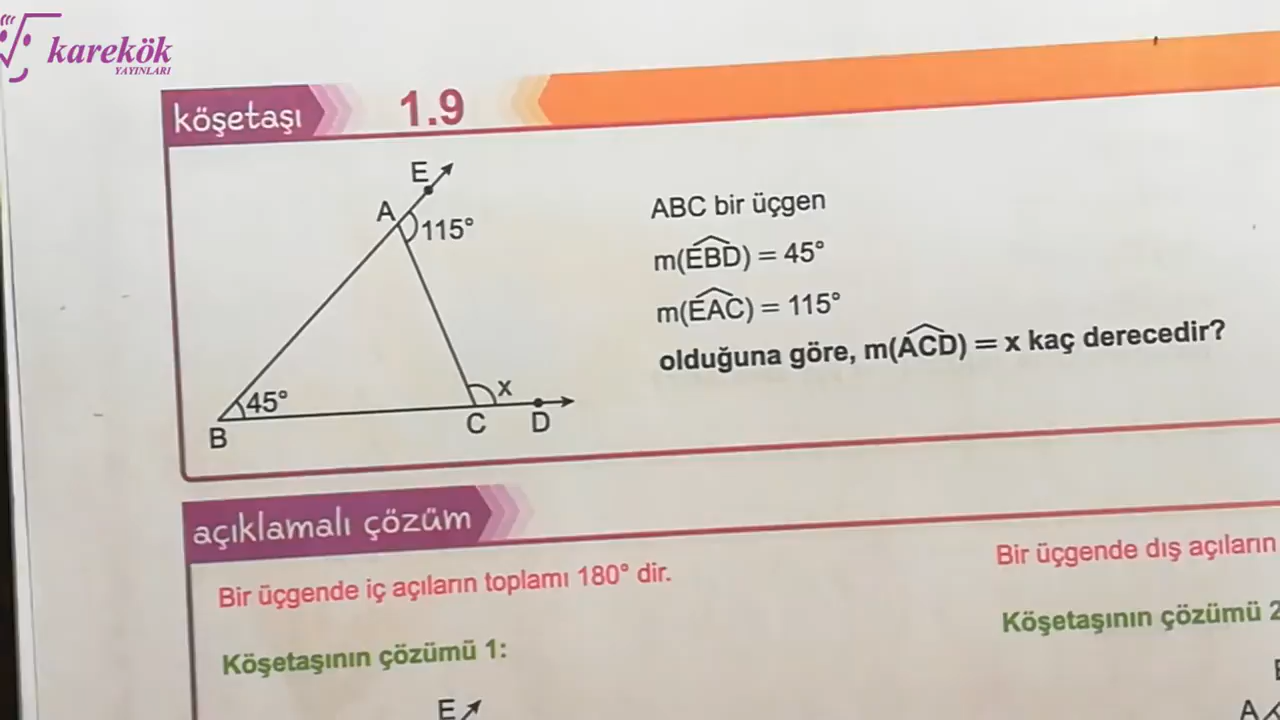 karekök
YAYINLARI
köşetaşı
1.9
E
A
115°
45°
x
B
C
D
ABC bir üçgen
m(EBD) = 45°
m(EAC) = 115°
olduğuna göre, m(ACD) = x kaç derecedir?
açıklamalı çözüm
Bir üçgende iç açıların toplamı 180° dir.
Köşetaşının çözümü 1:
E
Bir üçgende dış açıların
Köşetaşının çözümü 2
A